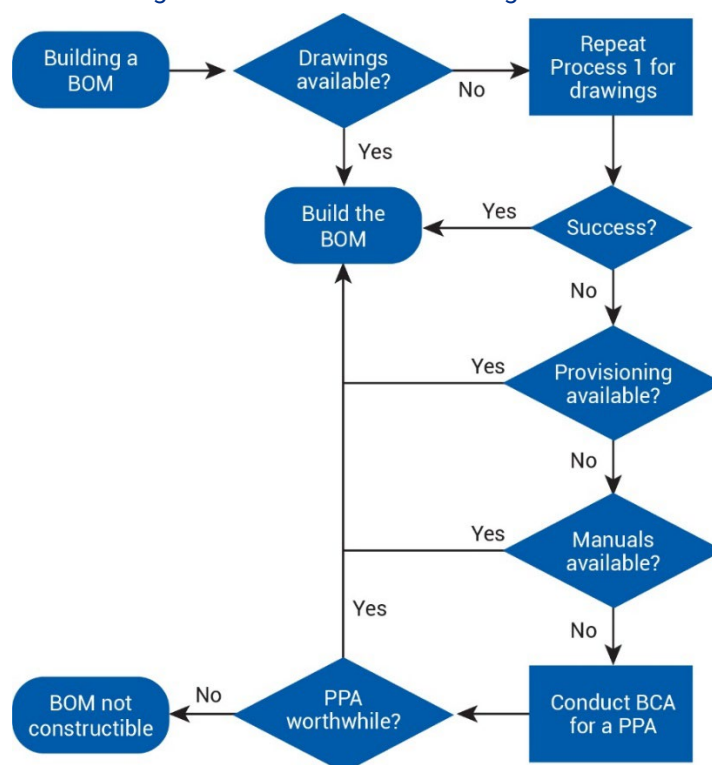 Building a
BOM
Drawings
available?
No
Repeat
Process 1 for
drawings
Yes
Build the
BOM
Yes
Success?
No
Yes
Provisioning
available?
No
Yes
Manuals
available?
Yes
No
BOM not
constructible
No
PPA
worthwhile?
Conduct BCA
for a PPA